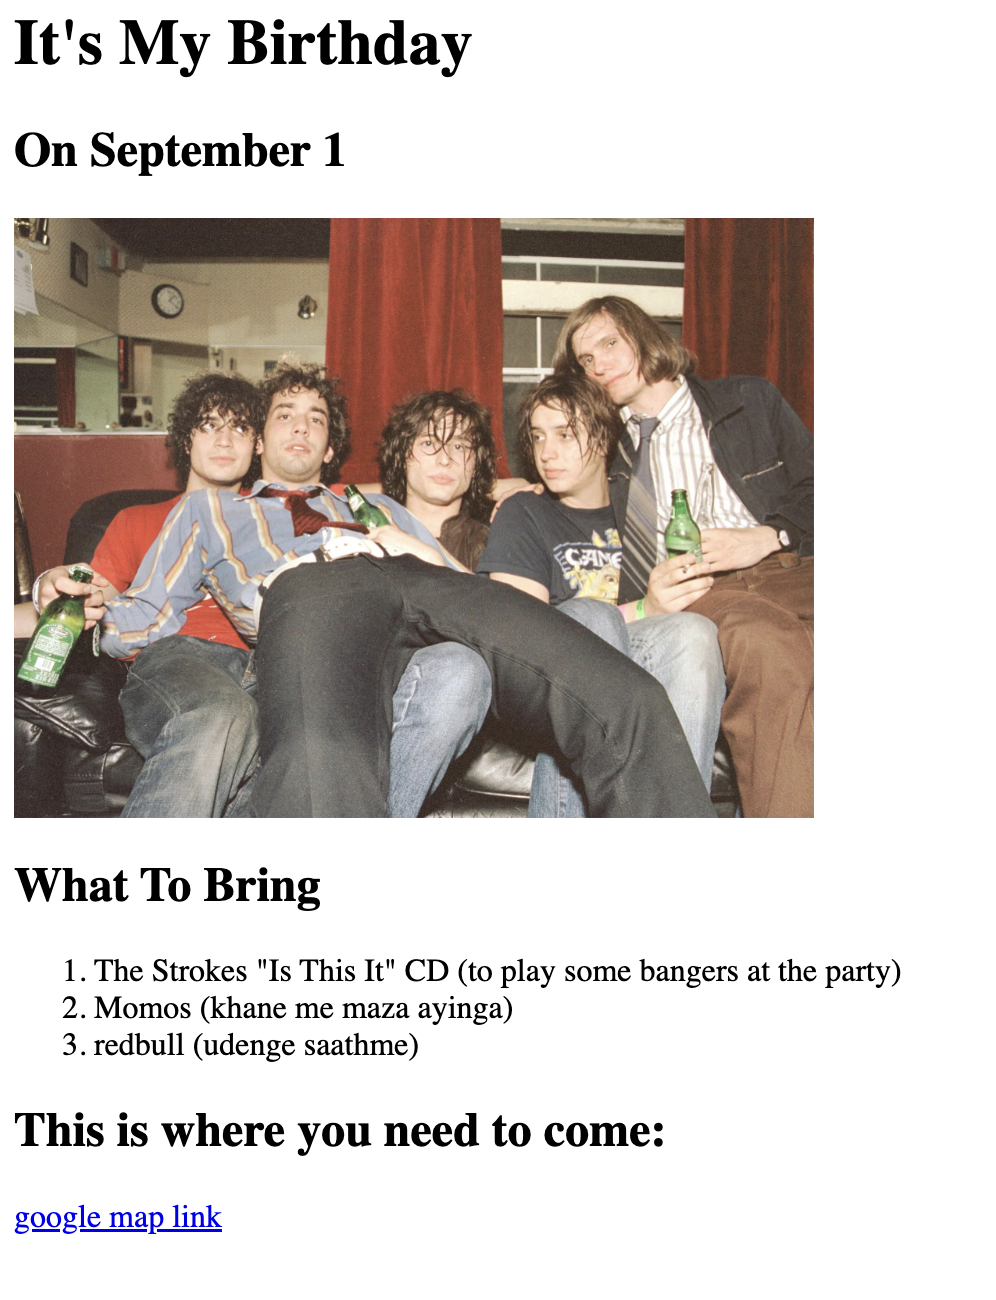 It's My Birthday
On September 1
What To Bring
1. The Strokes "Is This It" CD (to play some bangers at the party)
2. Momos (khane me maza ayinga)
3. redbull (udenge saathme)
This is where you need to come:
google map link